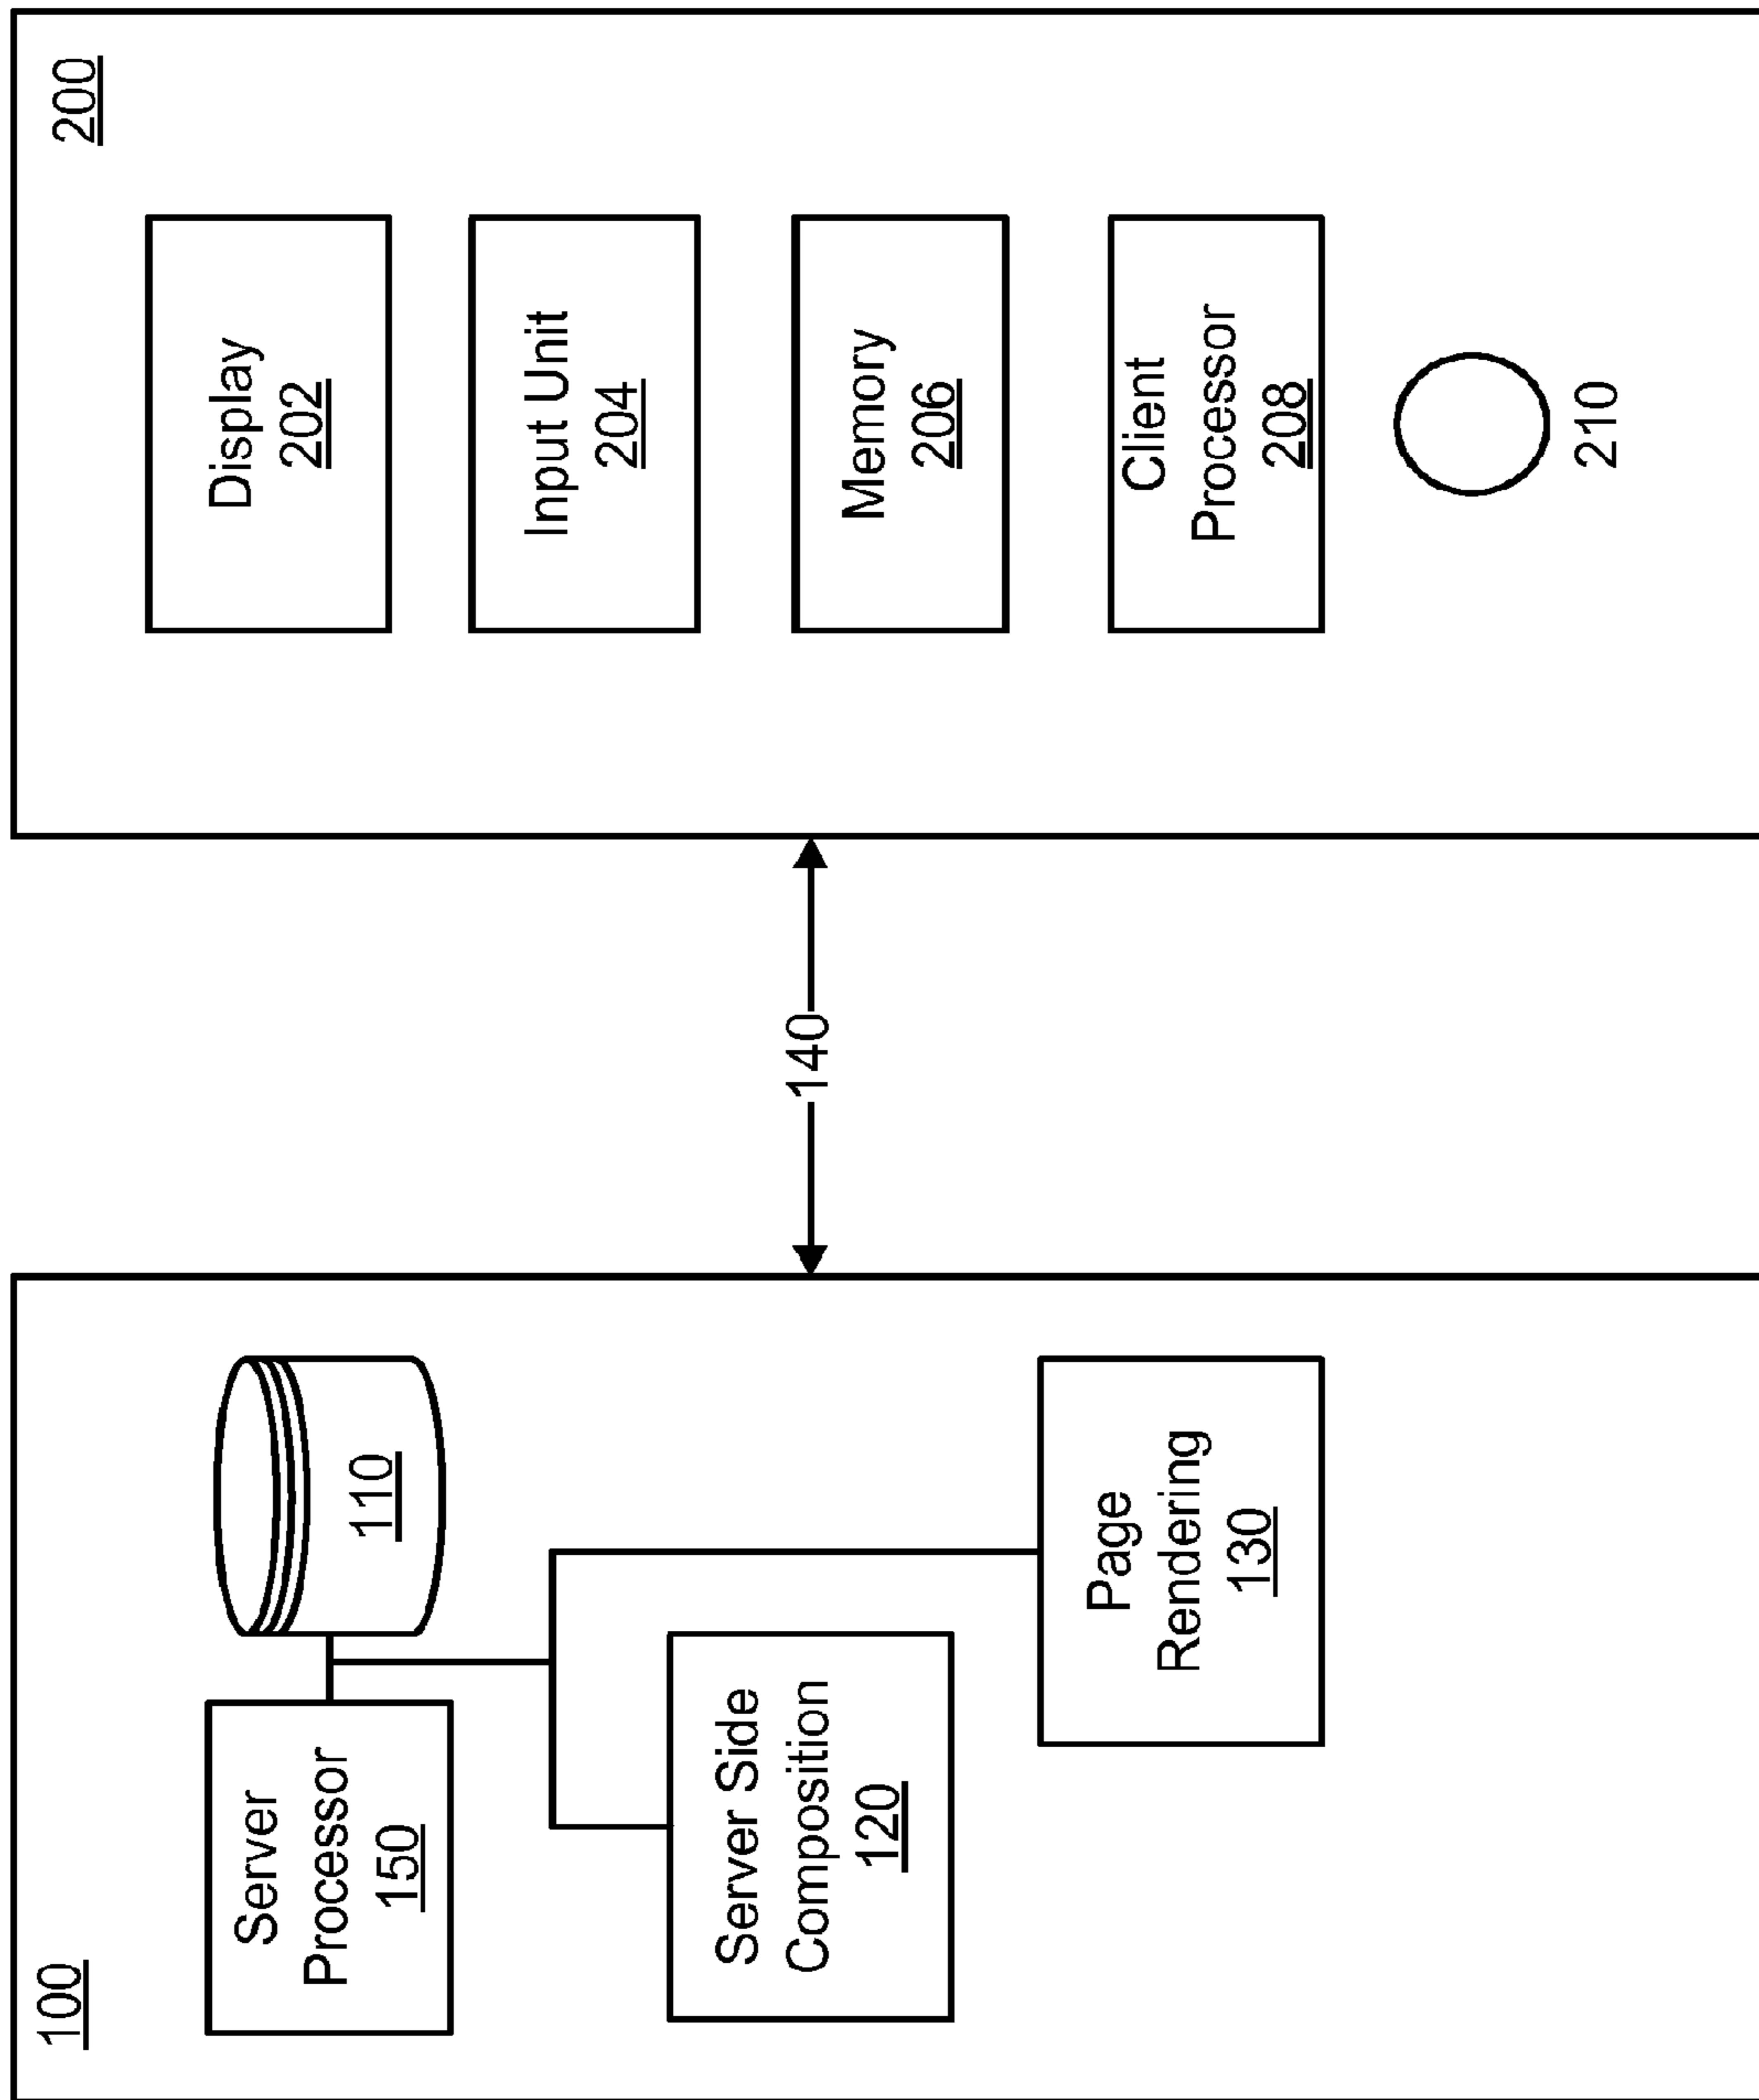 100
Server
Processor
150
110
Server Side
Composition
120
Page
Rendering
130
140
200
Display
202
Input Unit
204
Memory
206
Client
Processor
208
210